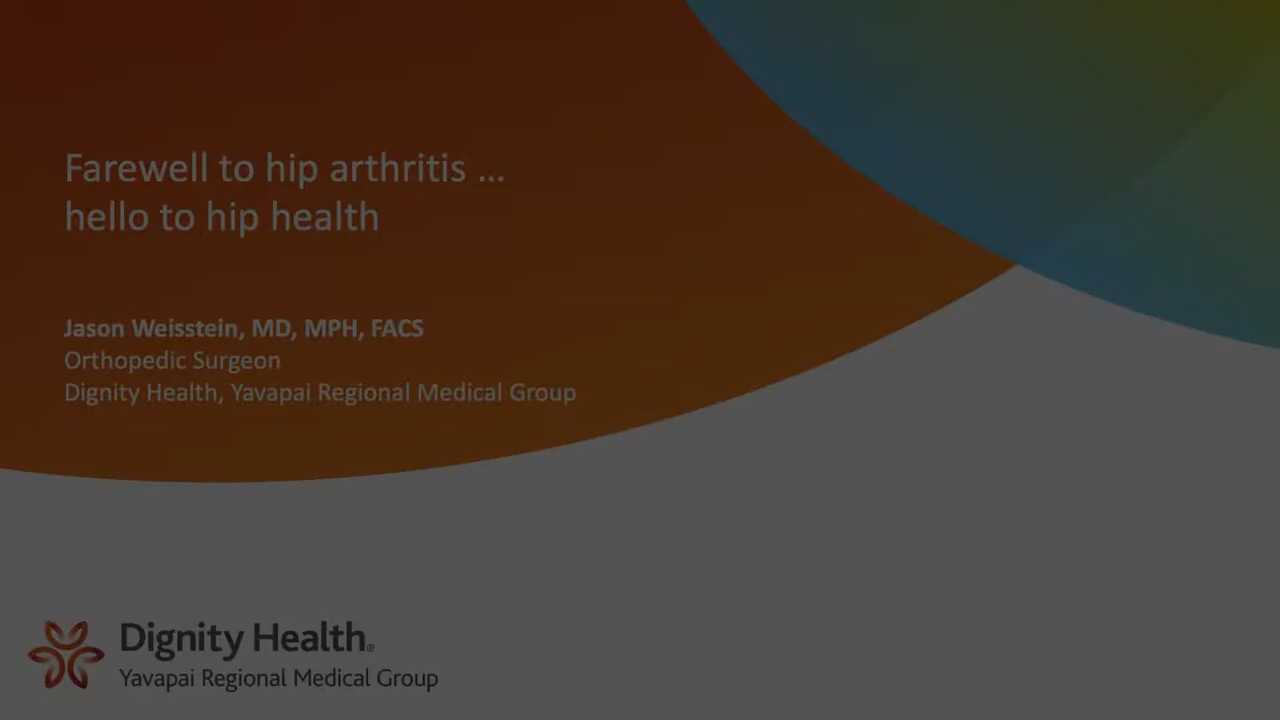 Farewell to hip arthritis ...
hello to hip health
Jason Weisstein, MD, MPH, FACS
Orthopedic Surgeon
Dignity Health, Yavapai Regional Medical Group
Dignity Health®
Yavapai Regional Medical Group